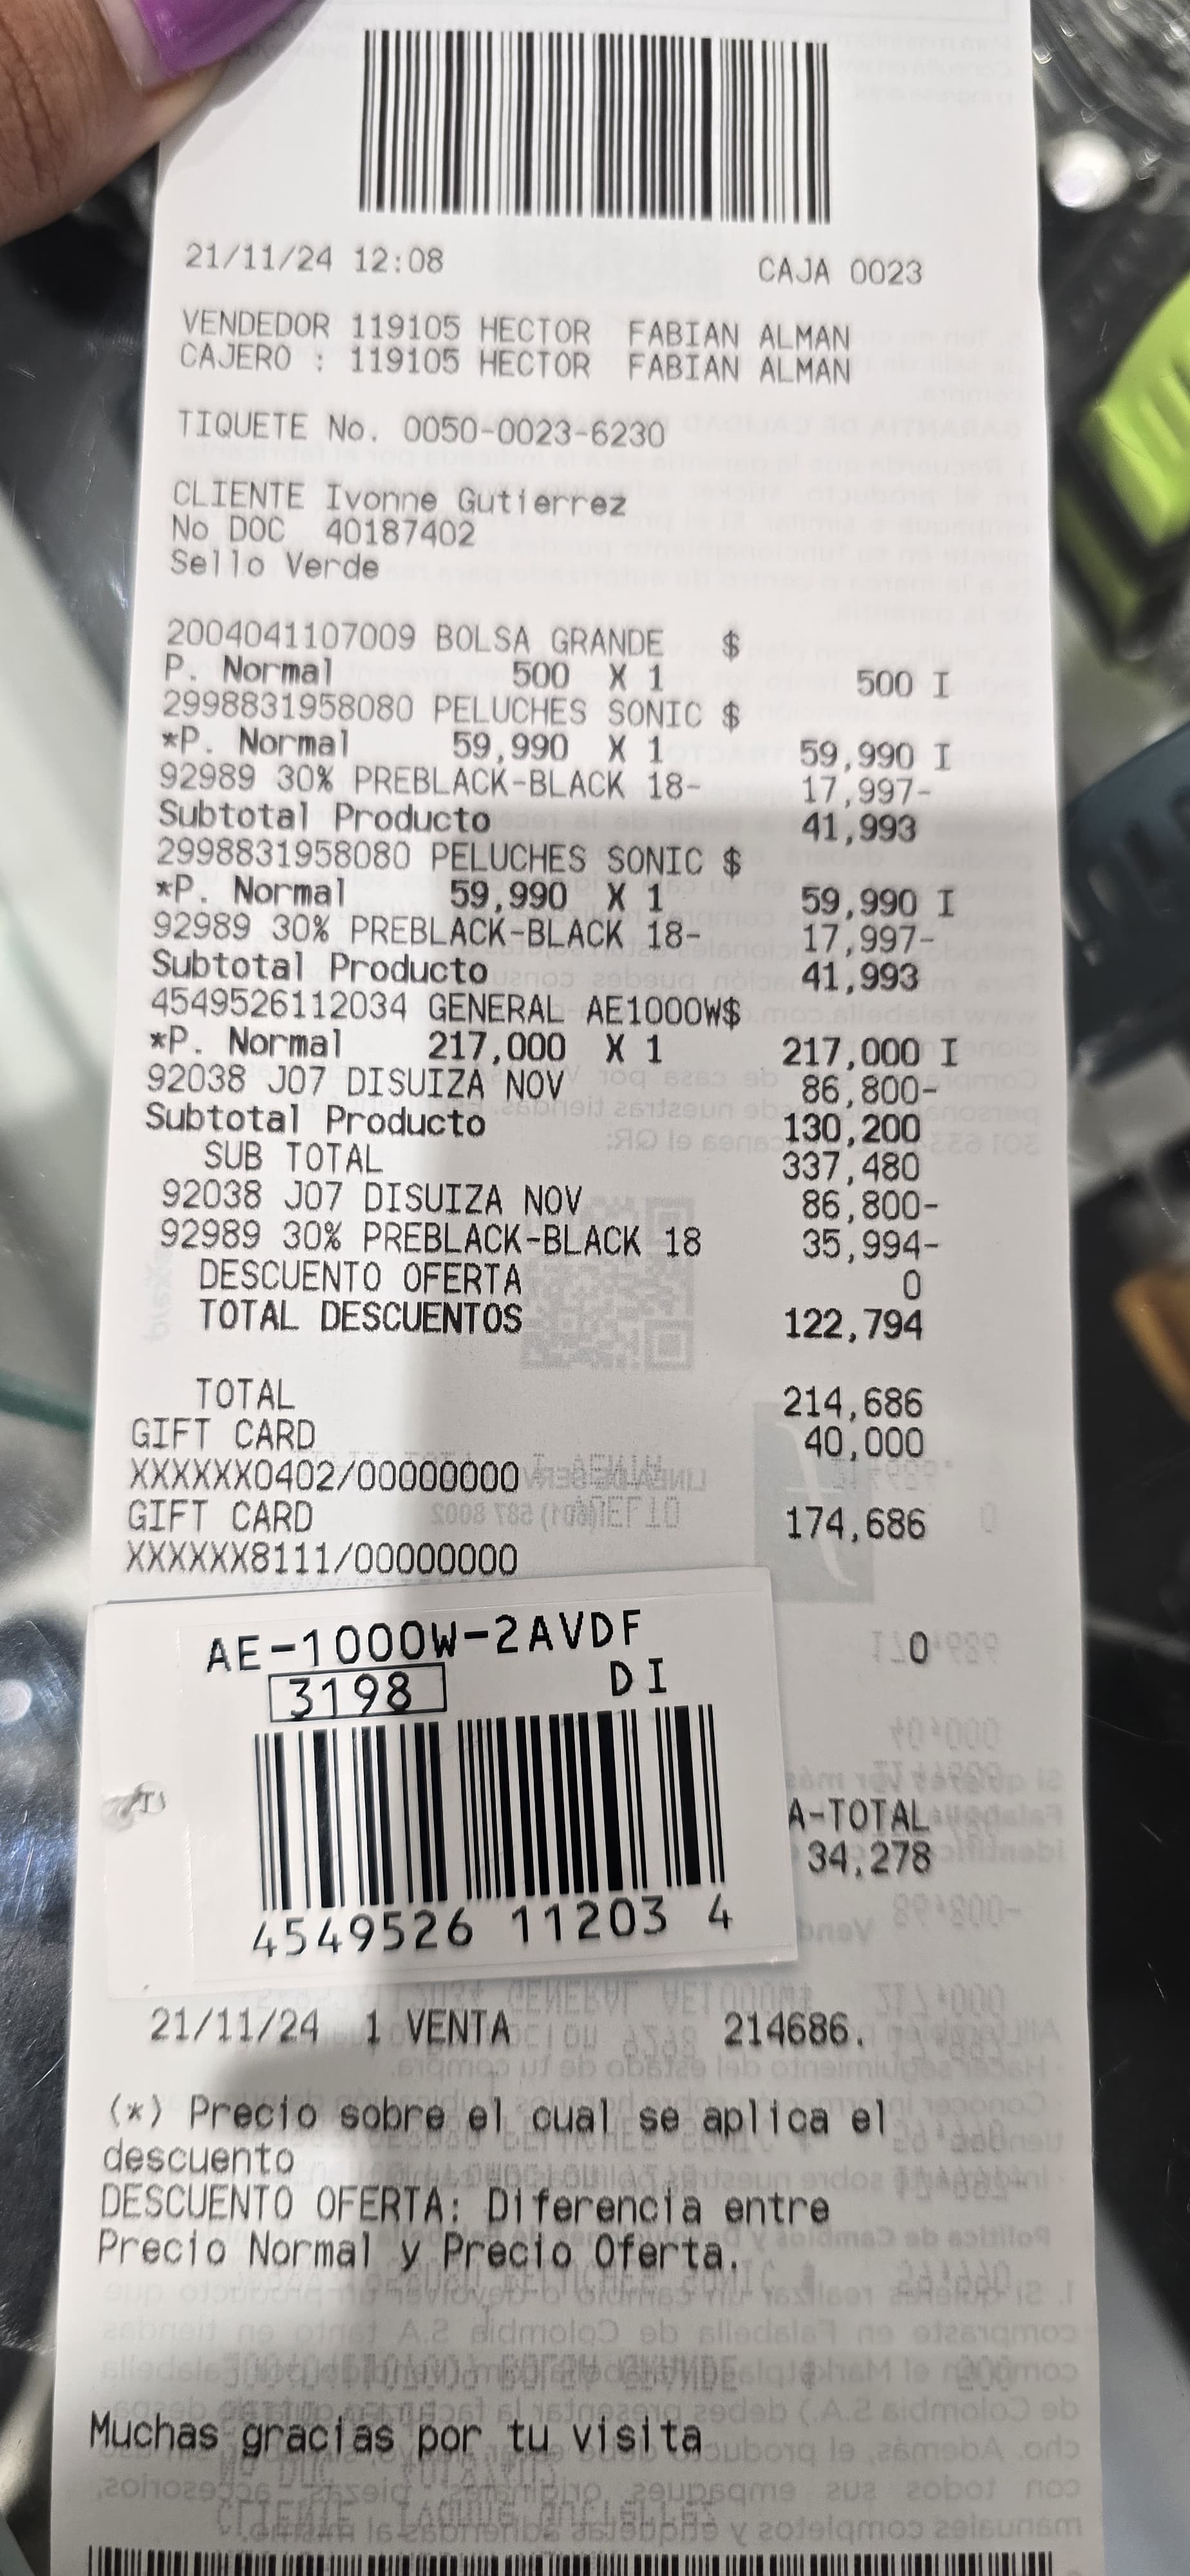 21/11/24 12:08 CAJA 0023
VENDEDOR 119105 HECTOR FABIAN ALMAN
CAJERO : 119105 HECTOR FABIAN ALMAN
TIQUETE No. 0050-0023-6230
CLIENTE Ivonne Gutierrez
No DOC 40187402
Sello Verde
2004041107009 BOLSA GRANDE $
P. Normal 500 X 1 500 I
2998831958080 PELUCHES SONIC $
*P. Normal 59,990 X 1 59,990 I
92989 30% PREBLACK-BLACK 18- 17,997-
Subtotal Producto 41,993
2998831958080 PELUCHES SONIC $
*P. Normal 59,990 X 1 59,990 I
92989 30% PREBLACK-BLACK 18- 17,997-
Subtotal Producto 41,993
4549526112034 GENERAL AE1000W$
*P. Normal 217,000 X 1 217,000 I
92038 J07 DISUIZA NOV 86,800-
Subtotal Producto 130,200
SUB TOTAL 337,480
92038 J07 DISUIZA NOV 86,800-
92989 30% PREBLACK-BLACK 18 35,994-
DESCUENTO OFERTA 0
TOTAL DESCUENTOS 122,794
TOTAL 214,686
GIFT CARD 40,000
XXXXXX0402/00000000
GIFT CARD 174,686
XXXXXX8111/00000000
0
AE-1000W-2AVDF
3198 DI
A-TOTAL
34,278
4549526 11203 4
21/11/24 1 VENTA 214686.
(*) Precio sobre el cual se aplica el
descuento
DESCUENTO OFERTA: Diferencia entre
Precio Normal y Precio Oferta.
Muchas gracias por tu visita